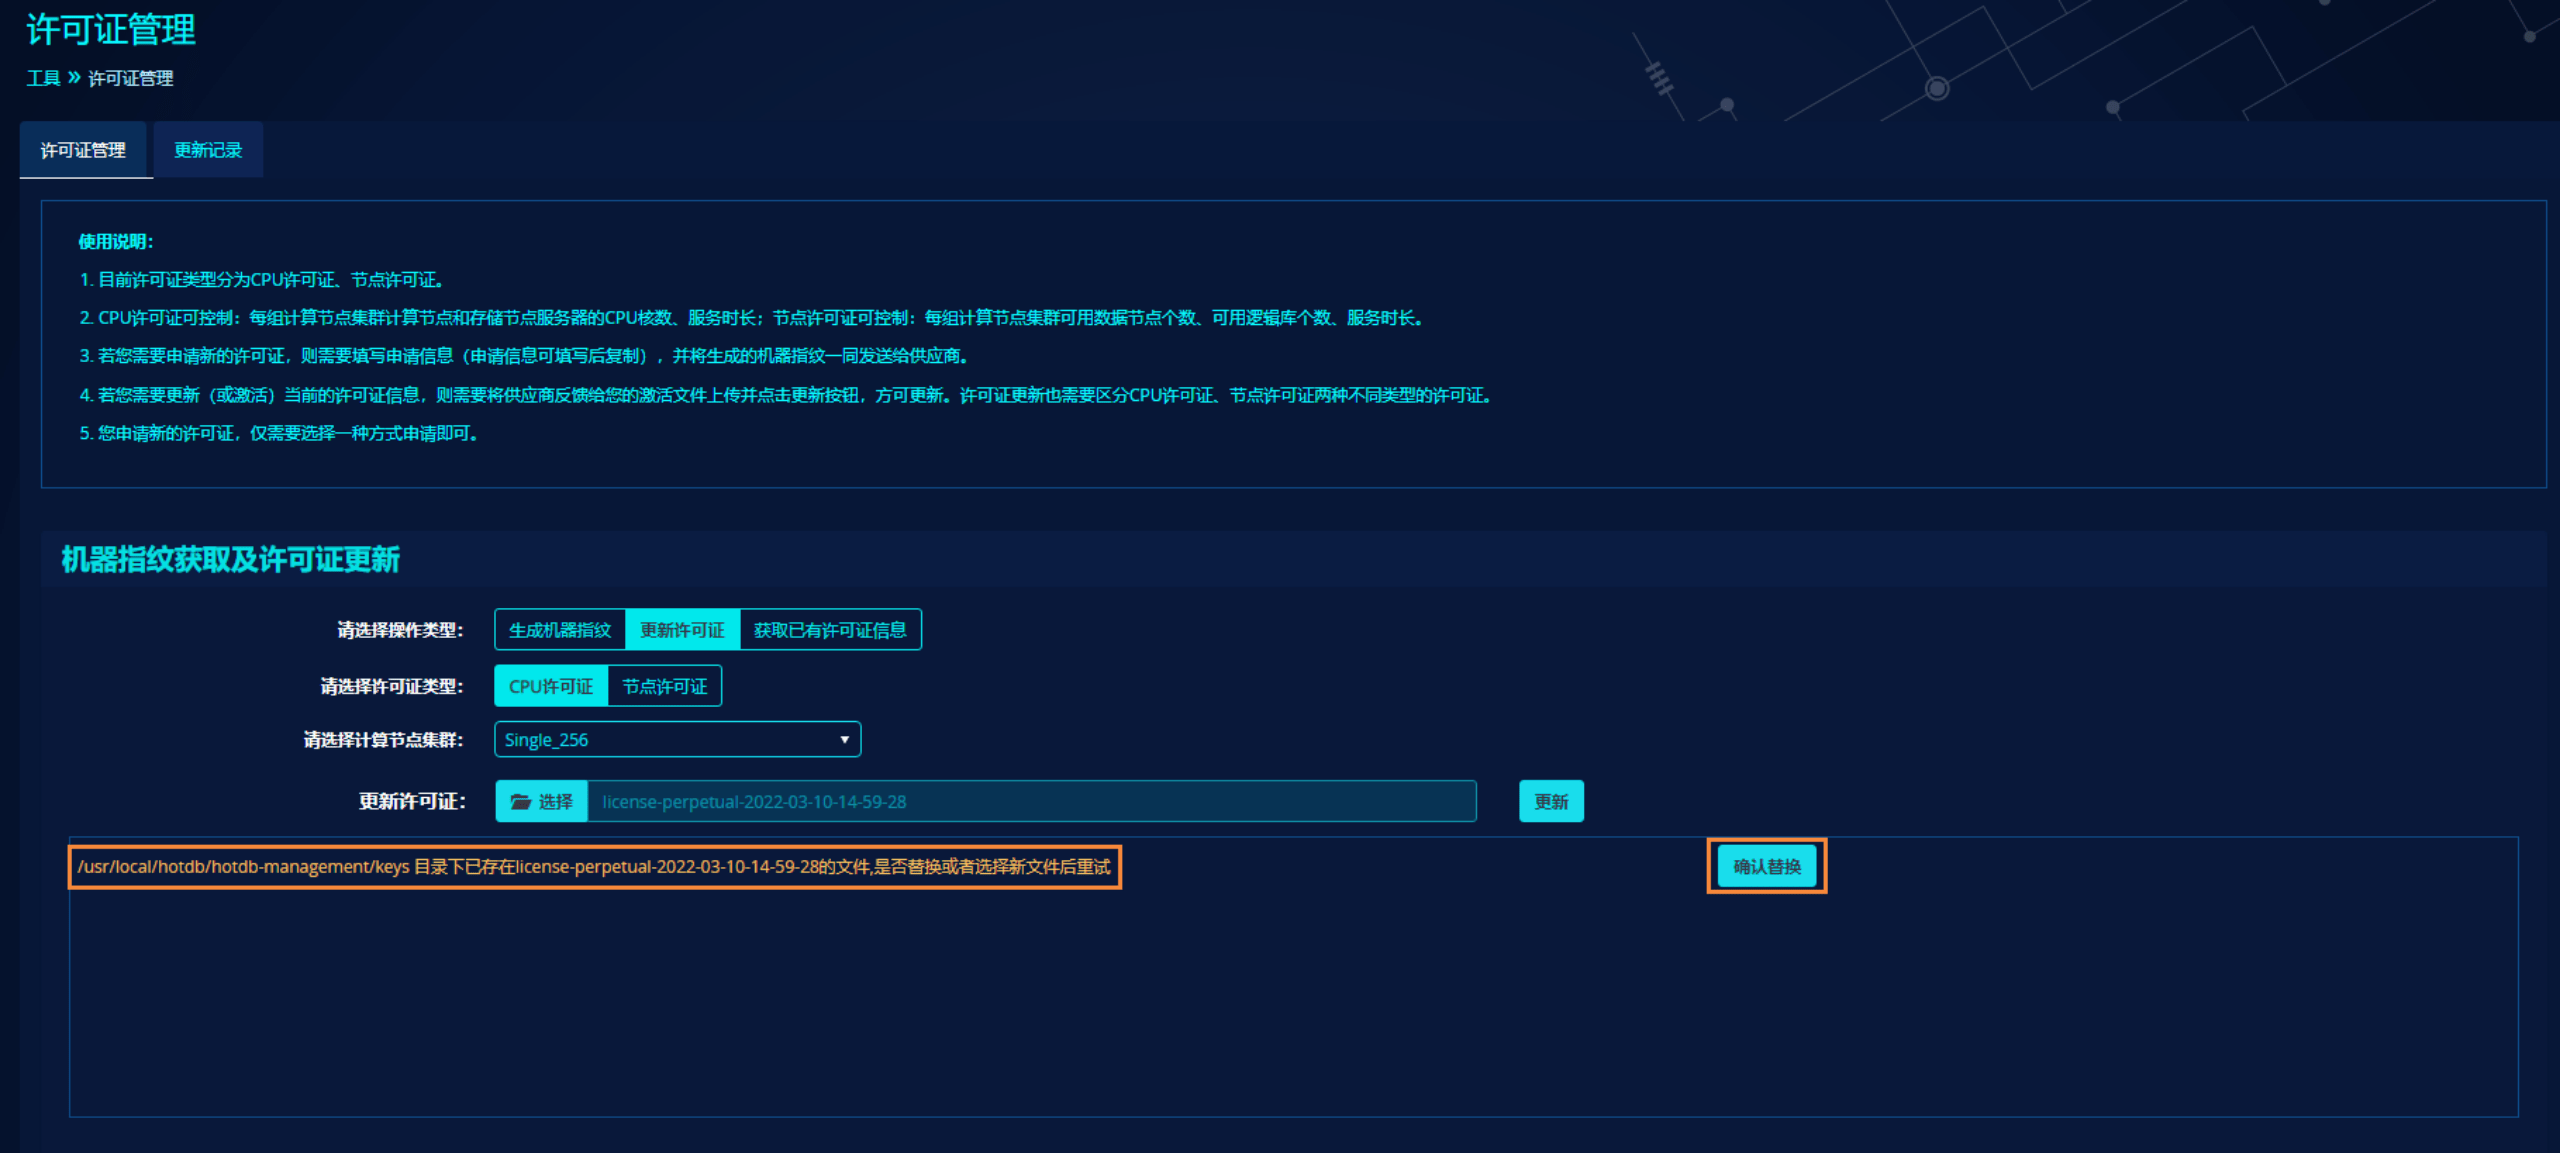 许可证管理
工具 » 许可证管理
许可证管理 更新记录
使用说明：
1. 目前许可证类型分为CPU许可证、节点许可证。
2. CPU许可证可控制：每组计算节点集群计算节点和存储节点服务器的CPU核数、服务时长；节点许可证可控制：每组计算节点集群可用数据节点个数、可用逻辑库个数、服务时长。
3. 若您需要申请新的许可证，则需要填写申请信息（申请信息可填写后复制），并将生成的机器指纹一同发送给供应商。
4. 若您需要更新（或激活）当前的许可证信息，则需要将供应商反馈给您的激活文件上传并点击更新按钮，方可更新。许可证更新也需要区分CPU许可证、节点许可证两种不同类型的许可证。
5. 您申请新的许可证，仅需要选择一种方式申请即可。
机器指纹获取及许可证更新
请选择操作类型： 生成机器指纹 更新许可证 获取已有许可证信息
请选择许可证类型： CPU许可证 节点许可证
请选择计算节点集群： Single_256
更新许可证： 选择 license-perpetual-2022-03-10-14-59-28 更新
/usr/local/hotdb/hotdb-management/keys 目录下已存在license-perpetual-2022-03-10-14-59-28的文件,是否替换或者选择新文件后重试 确认替换